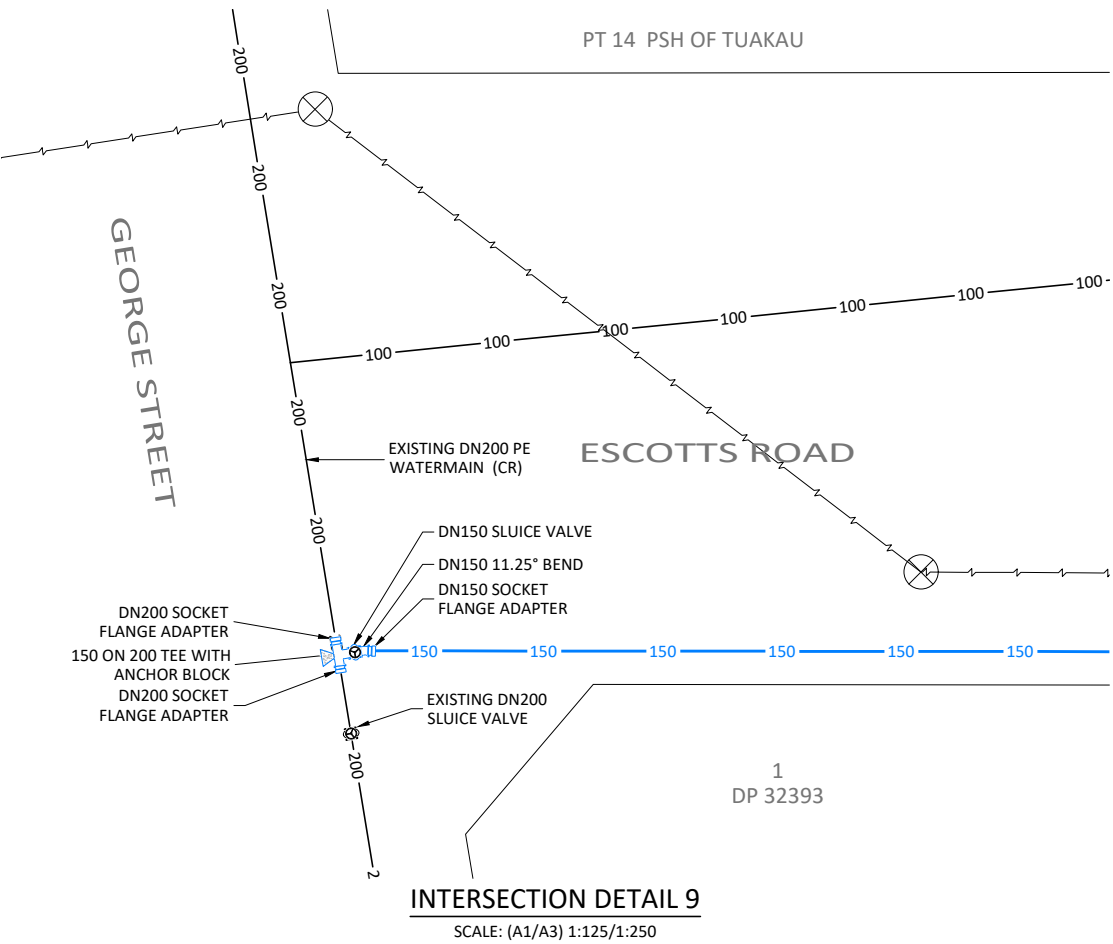 PT 14 PSH OF TUAKAU
200
200
200
200
200
200
2
100
100
100
100
100
100
100
GEORGE STREET
ESCOTTS ROAD
EXISTING DN200 PE
WATERMAIN (CR)
DN150 SLUICE VALVE
DN150 11.25° BEND
DN150 SOCKET
FLANGE ADAPTER
DN200 SOCKET
FLANGE ADAPTER
150 ON 200 TEE WITH
ANCHOR BLOCK
DN200 SOCKET
FLANGE ADAPTER
150
150
150
150
150
150
EXISTING DN200
SLUICE VALVE
1
DP 32393
INTERSECTION DETAIL 9
SCALE: (A1/A3) 1:125/1:250